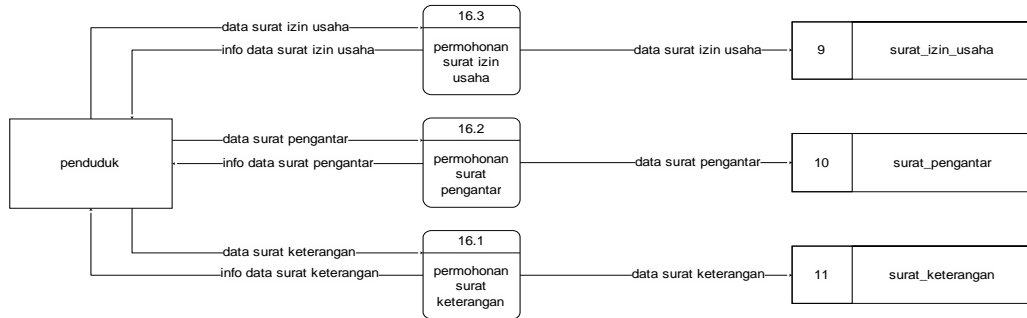 16.3
data surat izin usaha
info data surat izin usaha
permohonan
surat izin
usaha
data surat izin usaha
9
surat_izin_usaha
penduduk
16.2
data surat pengantar
info data surat pengantar
permohonan
surat
pengantar
data surat pengantar
10
surat_pengantar
16.1
data surat keterangan
info data surat keterangan
permohonan
surat
keterangan
data surat keterangan
11
surat_keterangan